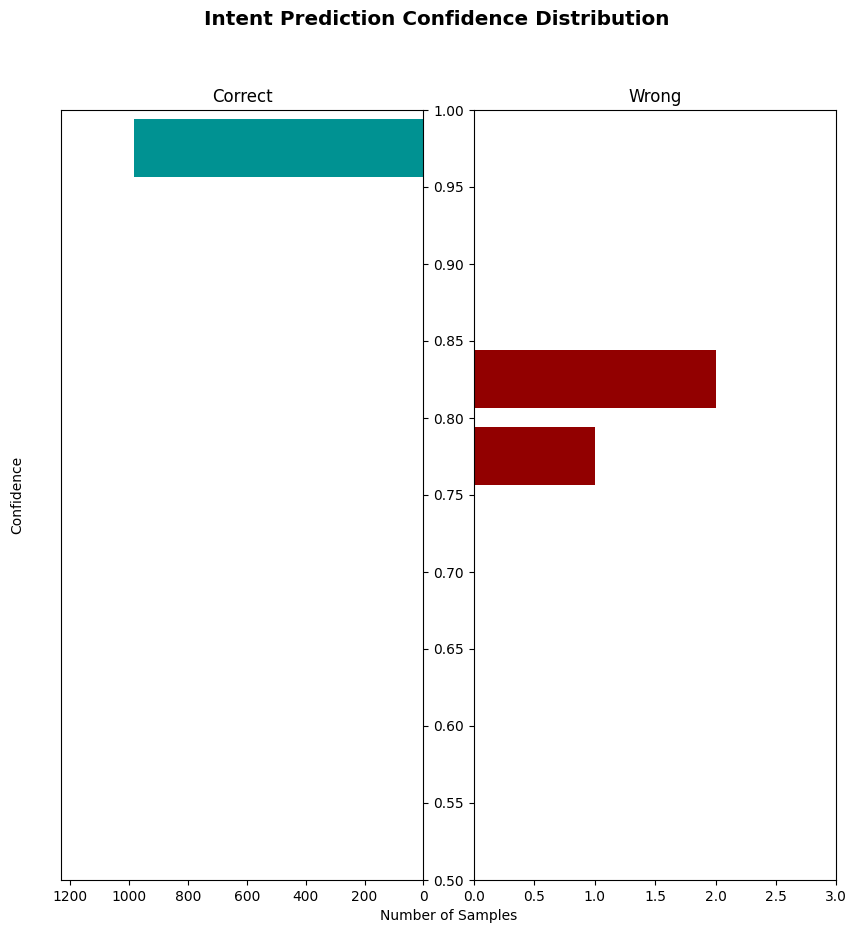 Intent Prediction Confidence Distribution
Correct
Wrong
1.00
0.95
0.90
0.85
0.80
0.75
0.70
0.65
0.60
0.55
0.50
Confidence
1200 1000 800 600 400 200 0
0.0 0.5 1.0 1.5 2.0 2.5 3.0
Number of Samples